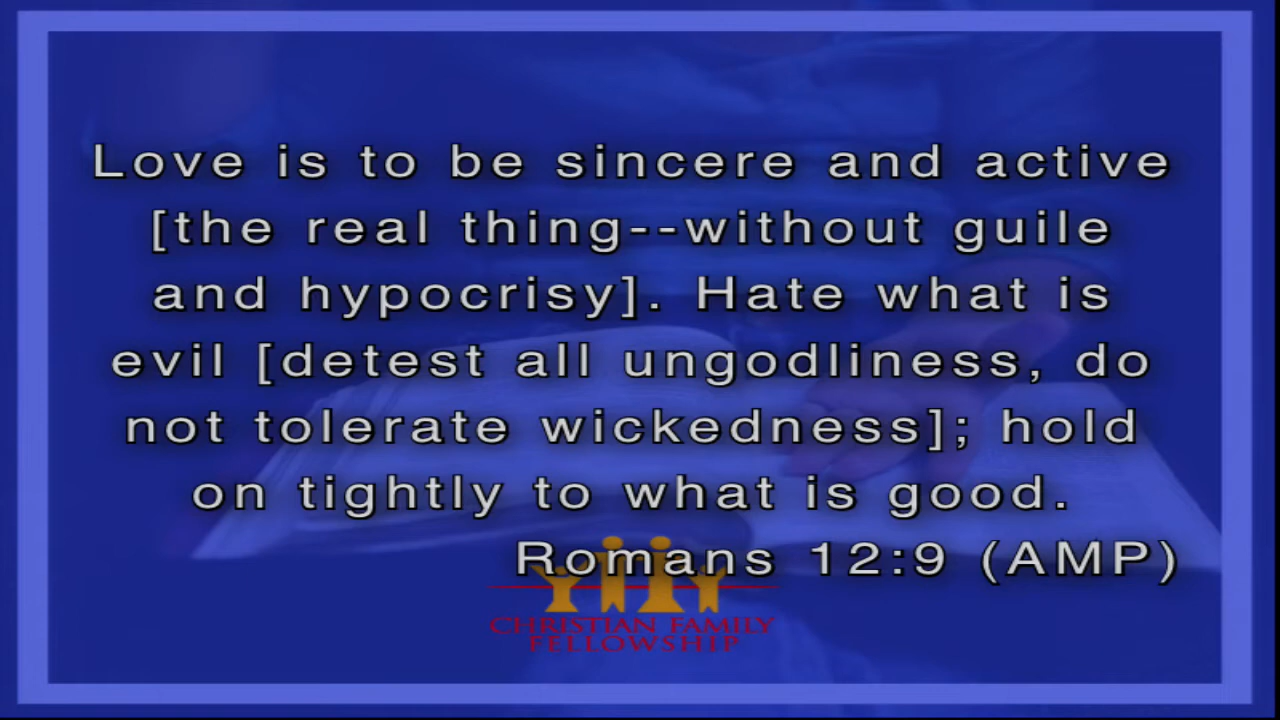 Love is to be sincere and active
[the real thing--without guile
and hypocrisy]. Hate what is
evil [detest all ungodliness, do
not tolerate wickedness]; hold
on tightly to what is good.
Romans 12:9 (AMP)
CHRISTIAN FAMILY
FELLOWSHIP